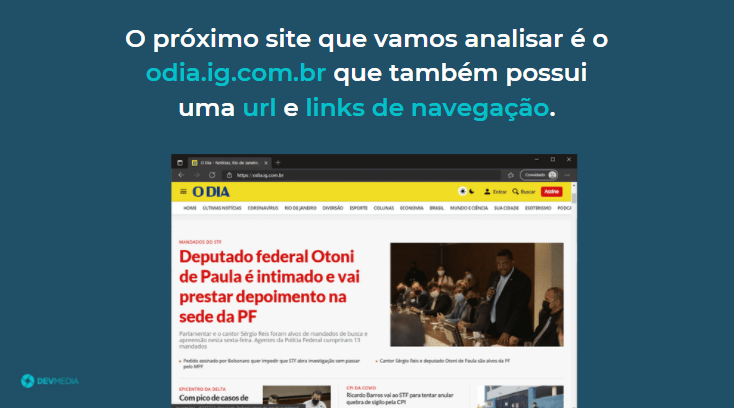 O próximo site que vamos analisar é o
odia.ig.com.br que também possui
uma url e links de navegação.
O Dia - Notícias, Rio de Janeiro
https://odia.ig.com.br
Convidado
O DIA
Entrar
Buscar
Assine
HOME ÚLTIMAS NOTÍCIAS CORONAVÍRUS RIO DE JANEIRO DIVERSÃO ESPORTE COLUNAS ECONOMIA BRASIL MUNDO E CIÊNCIA SUA CIDADE ESOTERISMO PODCA
MANDADOS DO STF
Deputado federal Otoni
de Paula é intimado e vai
prestar depoimento na
sede da PF
Parlamentar e o cantor Sérgio Reis foram alvos de mandados de busca e
apreensão nesta sexta-feira. Agentes da Polícia Federal cumpriram 13
mandados
Pedido assinado por Bolsonaro quer impedir que STF abra investigação sem passar
pelo MPF
Cantor Sérgio Reis e deputado Otoni de Paula são alvos da PF
EPICENTRO DA DELTA
Com pico de casos de
CPI DA COVID
Ricardo Barros vai ao STF para tentar anular
quebra de sigilo pela CPI
DEVMEDIA